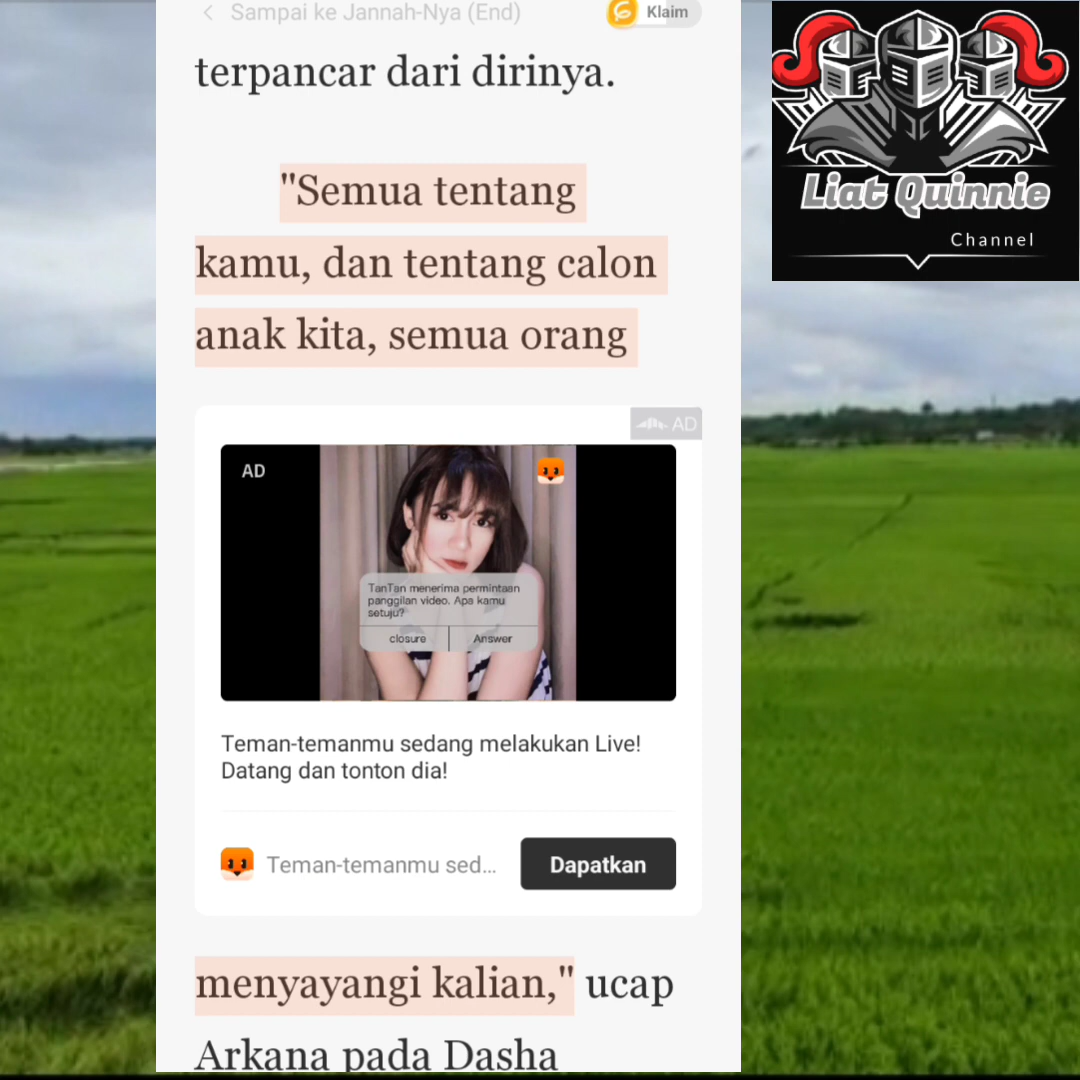 Sampai ke Jannah-Nya (End)
Klaim
terpancar dari dirinya.
"Semua tentang
kamu, dan tentang calon
anak kita, semua orang
AD
AD
TanTan menerima permintaan
panggilan video. Apa kamu
setuju?
closure
Answer
Teman-temanmu sedang melakukan Live!
Datang dan tonton dia!
Teman-temanmu sed...
Dapatkan
menyayangi kalian," ucap
Arkana pada Dasha
Liat Quinnie
Channel